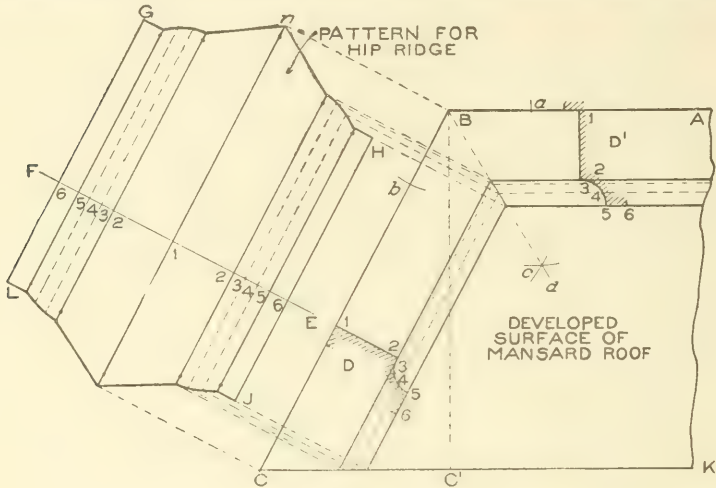 G
n
PATTERN FOR
HIP RIDGE
a
B
1
A
D'
H
2
3
4
5
6
F
b
6
5
4
3
2
1
c
d
2
3
4
5
6
L
E
1
2
D
3
4
5
6
DEVELOPED
SURFACE OF
MANSARD ROOF
J
C
C'
K